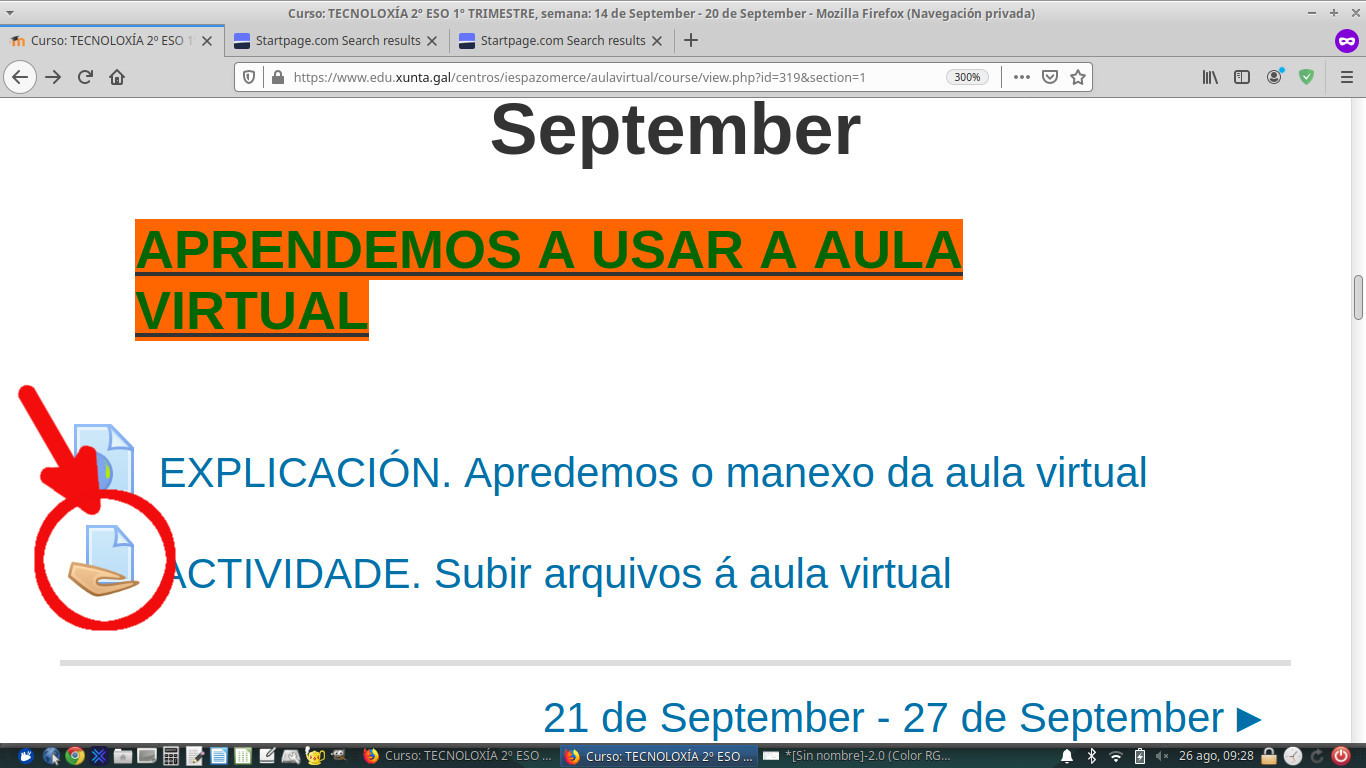 Curso: TECNOLOXÍA 2º ESO 1º TRIMESTRE, semana: 14 de September - 20 de September - Mozilla Firefox (Navegación privada)
Curso: TECNOLOXÍA 2º ESO 1
Startpage.com Search results
Startpage.com Search results
https://www.edu.xunta.gal/centros/iespazomerce/aulavirtual/course/view.php?id=319&section=1
300%
September
APRENDEMOS A USAR A AULA
VIRTUAL
EXPLICACIÓN. Apredemos o manexo da aula virtual
ACTIVIDADE. Subir arquivos á aula virtual
21 de September - 27 de September ►
Curso: TECNOLOXÍA 2º ESO ...
Curso: TECNOLOXÍA 2º ESO ...
*[Sin nombre]-2.0 (Color RG...
26 ago, 09:28